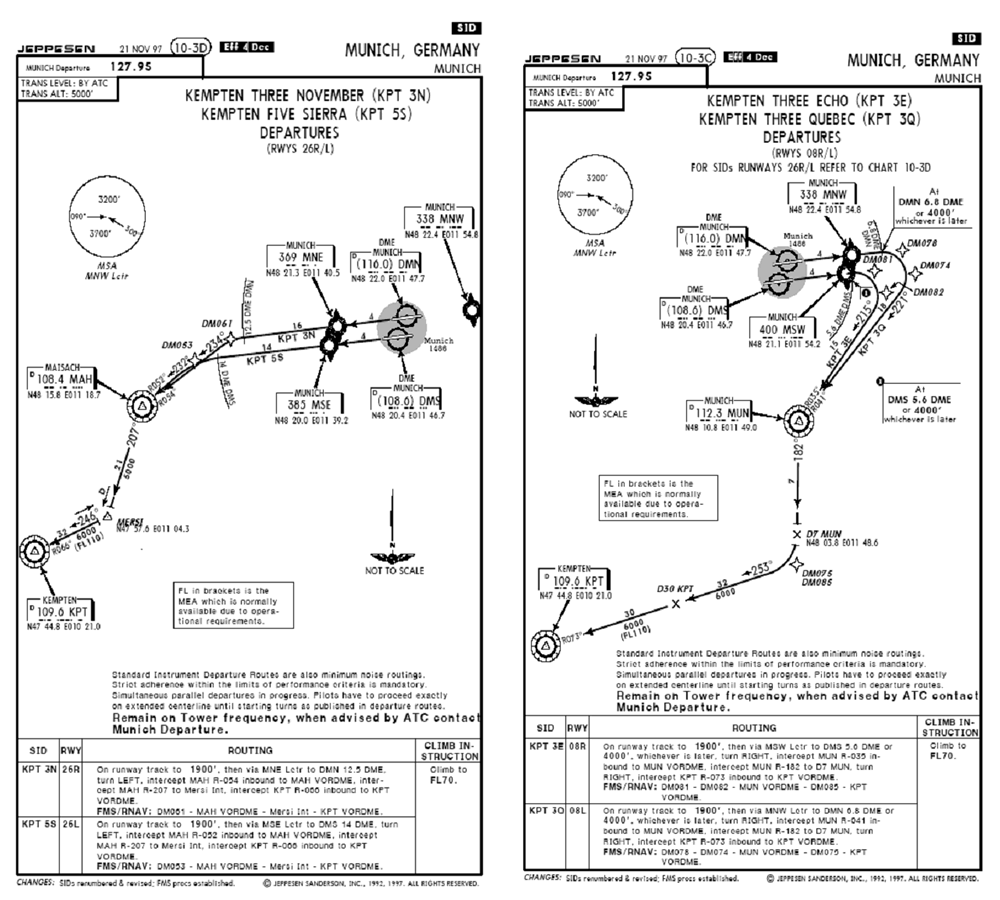 SID
JEPPESEN 21 NOV 97 10-3D Eff 4 Dec
MUNICH, GERMANY
MUNICH Departure 127.95
MUNICH
TRANS LEVEL: BY ATC
TRANS ALT: 5000'
KEMPTEN THREE NOVEMBER (KPT 3N)
KEMPTEN FIVE SIERRA (KPT 5S)
DEPARTURES
(RWYS 26R/L)
3200'
090°
300°
3700'
MSA
MNW Lctr
MUNICH
338 MNW
N48 22.4 E011 54.8
MUNICH
369 MNE
N48 21.3 E011 40.5
DME
MUNICH
D (116.0) DMN
N48 22.0 E011 47.7
12.5 DME DMN
DM061
16
KPT 3N
4
DM053
232°
234°
14
KPT 5S
4
Munich
1486
14 DME DMS
MAISACH
D 108.4 MAH
N48 15.8 E011 18.7
R052°
R054
MUNICH
385 MSE
N48 20.0 E011 39.2
DME
MUNICH
D (108.6) DMS
N48 20.4 E011 46.7
207°
21
6000
D
MERSI
N47 57.6 E011 04.3
246°
32
6000
(FL110)
R066°
KEMPTEN
D 109.6 KPT
N47 44.8 E010 21.0
NOT TO SCALE
FL in brackets is the
MEA which is normally
available due to opera-
tional requirements.
Standard Instrument Departure Routes are also minimum noise routings.
Strict adherence within the limits of performance criteria is mandatory.
Simultaneous parallel departures in progress. Pilots have to proceed exactly
on extended centerline until starting turns as published in departure routes.
Remain on Tower frequency, when advised by ATC contact
Munich Departure.
SID RWY ROUTING CLIMB IN-
STRUCTION
KPT 3N 26R On runway track to 1900', then via MNE Lctr to DMN 12.5 DME,
turn LEFT, intercept MAH R-054 inbound to MAH VORDME, inter-
cept MAH R-207 to Mersi Int, intercept KPT R-066 inbound to KPT
VORDME.
FMS/RNAV: DM061 - MAH VORDME - Mersi Int - KPT VORDME.
Climb to
FL70.
KPT 5S 26L On runway track to 1900', then via MSE Lctr to DMS 14 DME, turn
LEFT, intercept MAH R-052 inbound to MAH VORDME, intercept
MAH R-207 to Mersi Int, intercept KPT R-066 inbound to KPT
VORDME.
FMS/RNAV: DM053 - MAH VORDME - Mersi Int - KPT VORDME.
CHANGES: SIDs renumbered & revised; FMS procs established. © JEPPESEN SANDERSON, INC., 1992, 1997. ALL RIGHTS RESERVED.
SID
JEPPESEN 21 NOV 97 10-3C Eff 4 Dec
MUNICH, GERMANY
MUNICH Departure 127.95
MUNICH
TRANS LEVEL: BY ATC
TRANS ALT: 5000'
KEMPTEN THREE ECHO (KPT 3E)
KEMPTEN THREE QUEBEC (KPT 3Q)
DEPARTURES
(RWYS 08R/L)
FOR SIDs RUNWAYS 26R/L REFER TO CHART 10-3D
3200'
090°
300°
3700'
MSA
MNW Lctr
MUNICH
338 MNW
N48 22.4 E011 54.8
At
DMN 6.8 DME
or 4000'
whichever is later
DME
MUNICH
D (116.0) DMN
N48 22.0 E011 47.7
Munich
1486
6.8 DME DMN
DM078
DM081
DM074
DM082
4
4
DME
MUNICH
D (108.6) DMS
N48 20.4 E011 46.7
MUNICH
400 MSW
N48 21.1 E011 54.2
5.6 DME DMS
215°
221°
15
18
KPT 3E
KPT 3Q
At
DMS 5.6 DME
or 4000'
whichever is later
NOT TO SCALE
MUNICH
D 112.3 MUN
N48 10.8 E011 49.0
R035°
R041°
182°
7
FL in brackets is the
MEA which is normally
available due to opera-
tional requirements.
D7 MUN
N48 03.8 E011 48.6
DM075
DM085
253°
32
6000
D30 KPT
30
6000
(FL110)
R073°
KEMPTEN
D 109.6 KPT
N47 44.8 E010 21.0
Standard Instrument Departure Routes are also minimum noise routings.
Strict adherence within the limits of performance criteria is mandatory.
Simultaneous parallel departures in progress. Pilots have to proceed exactly
on extended centerline until starting turns as published in departure routes.
Remain on Tower frequency, when advised by ATC contact
Munich Departure.
SID RWY ROUTING CLIMB IN-
STRUCTION
KPT 3E 08R On runway track to 1900', then via MSW Lctr to DMS 5.6 DME or
4000', whichever is later, turn RIGHT, intercept MUN R-035 in-
bound to MUN VORDME, intercept MUN R-182 to D7 MUN, turn
RIGHT, intercept KPT R-073 inbound to KPT VORDME.
FMS/RNAV: DM081 - DM082 - MUN VORDME - DM085 - KPT
VORDME.
Climb to
FL70.
KPT 3Q 08L On runway track to 1900', then via MNW Lctr to DMN 6.8 DME or
4000', whichever is later, turn RIGHT, intercept MUN R-041 in-
bound to MUN VORDME, intercept MUN R-182 to D7 MUN, turn
RIGHT, intercept KPT R-073 inbound to KPT VORDME.
FMS/RNAV: DM078 - DM074 - MUN VORDME - DM075 - KPT
VORDME.
CHANGES: SIDs renumbered & revised; FMS procs established. © JEPPESEN SANDERSON, INC., 1992, 1997. ALL RIGHTS RESERVED.